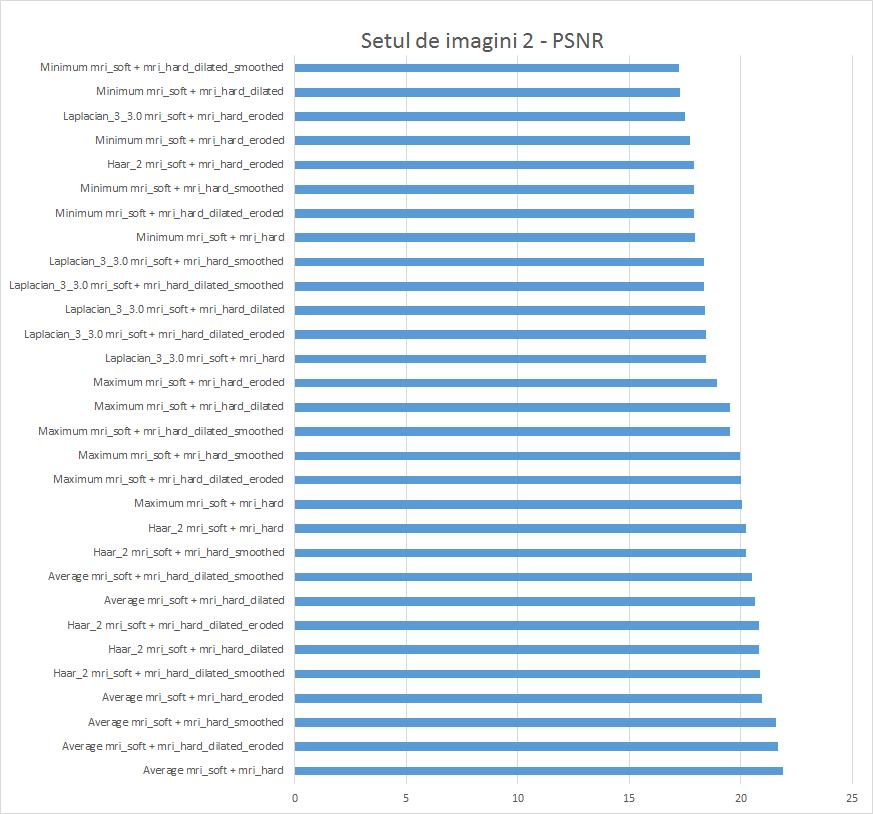 Setul de imagini 2 - PSNR
Minimum mri_soft + mri_hard_dilated_smoothed
Minimum mri_soft + mri_hard_dilated
Laplacian_3_3.0 mri_soft + mri_hard_eroded
Minimum mri_soft + mri_hard_eroded
Haar_2 mri_soft + mri_hard_eroded
Minimum mri_soft + mri_hard_smoothed
Minimum mri_soft + mri_hard_dilated_eroded
Minimum mri_soft + mri_hard
Laplacian_3_3.0 mri_soft + mri_hard_smoothed
Laplacian_3_3.0 mri_soft + mri_hard_dilated_smoothed
Laplacian_3_3.0 mri_soft + mri_hard_dilated
Laplacian_3_3.0 mri_soft + mri_hard_dilated_eroded
Laplacian_3_3.0 mri_soft + mri_hard
Maximum mri_soft + mri_hard_eroded
Maximum mri_soft + mri_hard_dilated
Maximum mri_soft + mri_hard_dilated_smoothed
Maximum mri_soft + mri_hard_smoothed
Maximum mri_soft + mri_hard_dilated_eroded
Maximum mri_soft + mri_hard
Haar_2 mri_soft + mri_hard
Haar_2 mri_soft + mri_hard_smoothed
Average mri_soft + mri_hard_dilated_smoothed
Average mri_soft + mri_hard_dilated
Haar_2 mri_soft + mri_hard_dilated_eroded
Haar_2 mri_soft + mri_hard_dilated
Haar_2 mri_soft + mri_hard_dilated_smoothed
Average mri_soft + mri_hard_eroded
Average mri_soft + mri_hard_smoothed
Average mri_soft + mri_hard_dilated_eroded
Average mri_soft + mri_hard
0 5 10 15 20 25